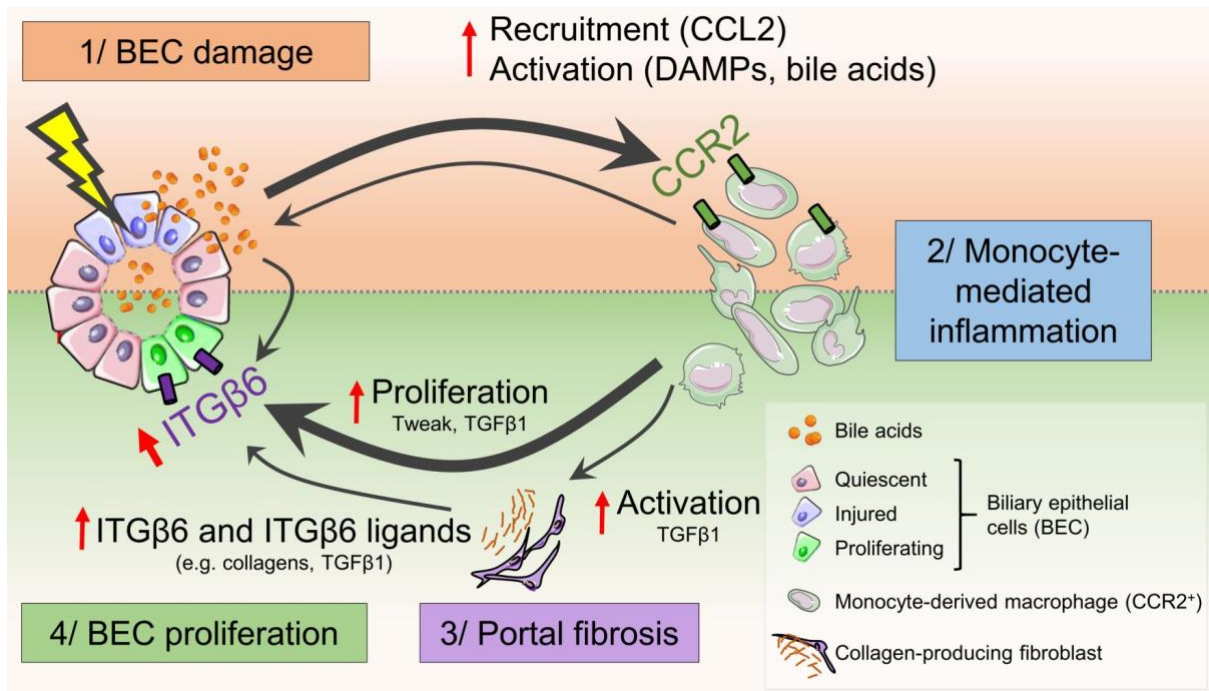 1/ BEC damage
Recruitment (CCL2)
Activation (DAMPs, bile acids)
CCR2
2/ Monocyte-
mediated
inflammation
ITGβ6
Proliferation
Tweak, TGFβ1
Activation
TGFβ1
ITGβ6 and ITGβ6 ligands
(e.g. collagens, TGFβ1)
4/ BEC proliferation
3/ Portal fibrosis
Bile acids
Quiescent
Injured
Proliferating
Biliary epithelial
cells (BEC)
Monocyte-derived macrophage (CCR2⁺)
Collagen-producing fibroblast